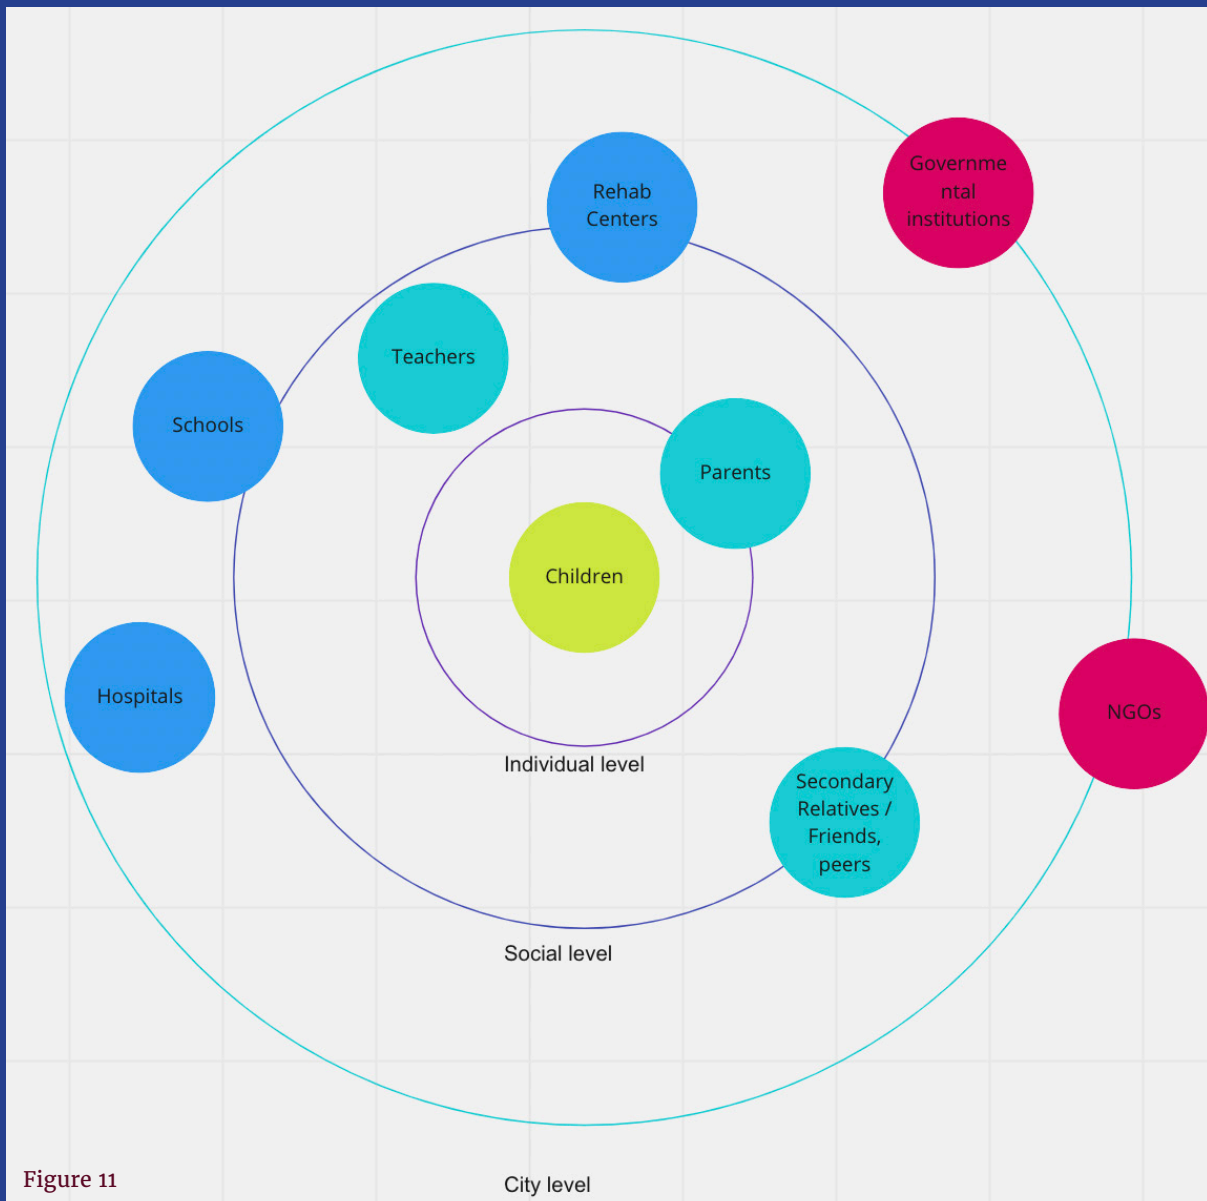 Governme
ntal
institutions
Rehab
Centers
Teachers
Schools
Parents
Children
Hospitals
NGOs
Individual level
Secondary
Relatives /
Friends,
peers
Social level
Figure 11
City level